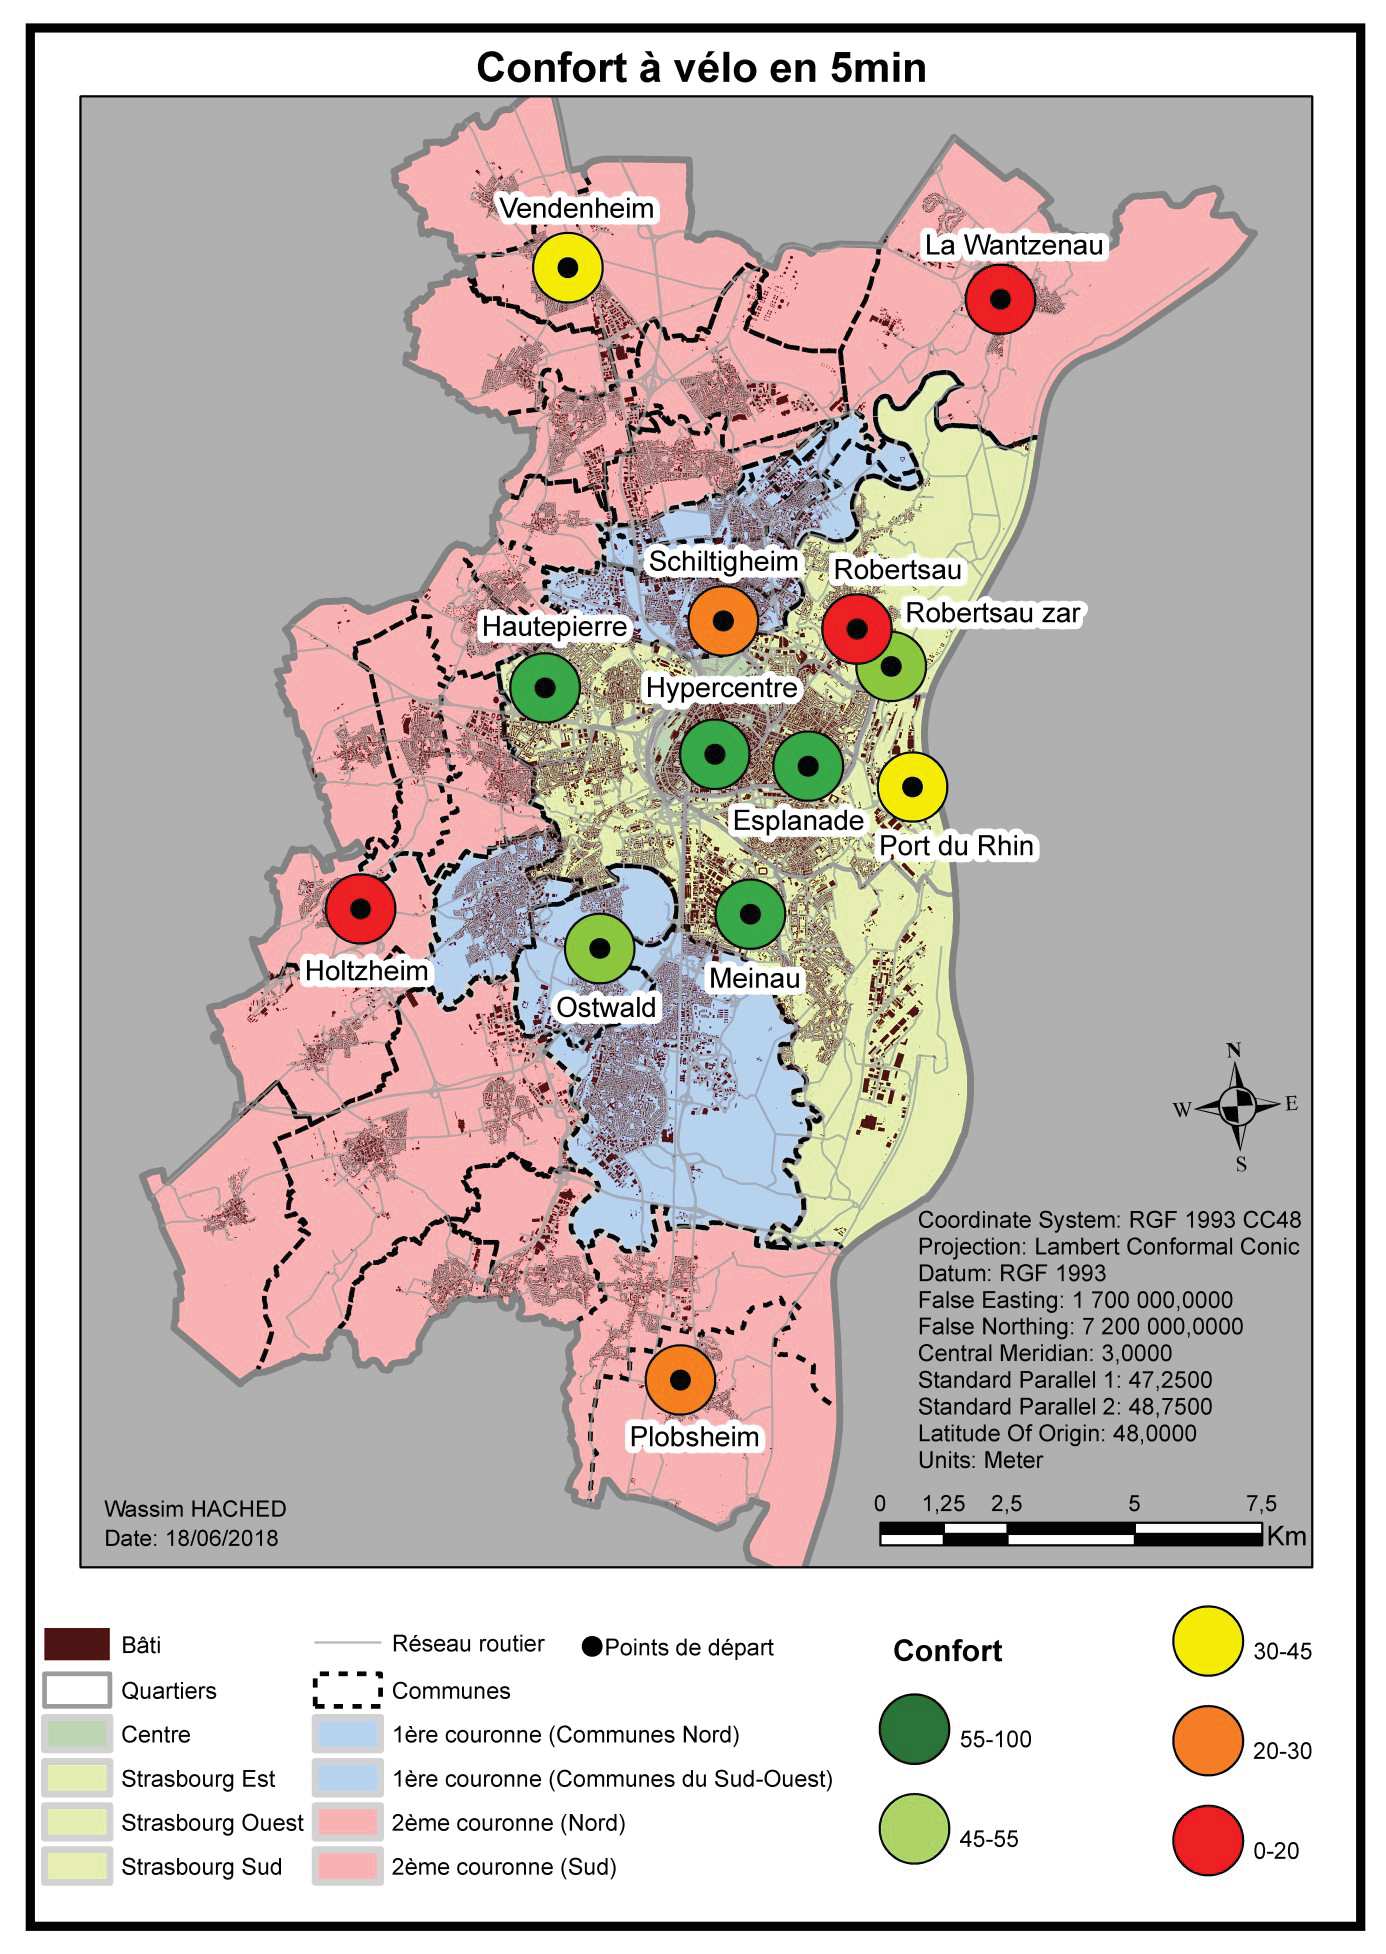 Confort à vélo en 5min
Vendenheim
La Wantzenau
Schiltigheim
Robertsau
Robertsau zar
Hautepierre
Hypercentre
Esplanade
Port du Rhin
Holtzheim
Ostwald
Meinau
Plobsheim
N
W E
S
Coordinate System: RGF 1993 CC48
Projection: Lambert Conformal Conic
Datum: RGF 1993
False Easting: 1 700 000,0000
False Northing: 7 200 000,0000
Central Meridian: 3,0000
Standard Parallel 1: 47,2500
Standard Parallel 2: 48,7500
Latitude Of Origin: 48,0000
Units: Meter
0 1,25 2,5 5 7,5
Km
Wassim HACHED
Date: 18/06/2018
Bâti
Quartiers
Centre
Strasbourg Est
Strasbourg Ouest
Strasbourg Sud
Réseau routier
Communes
1ère couronne (Communes Nord)
1ère couronne (Communes du Sud-Ouest)
2ème couronne (Nord)
2ème couronne (Sud)
Points de départ
Confort
55-100
45-55
30-45
20-30
0-20